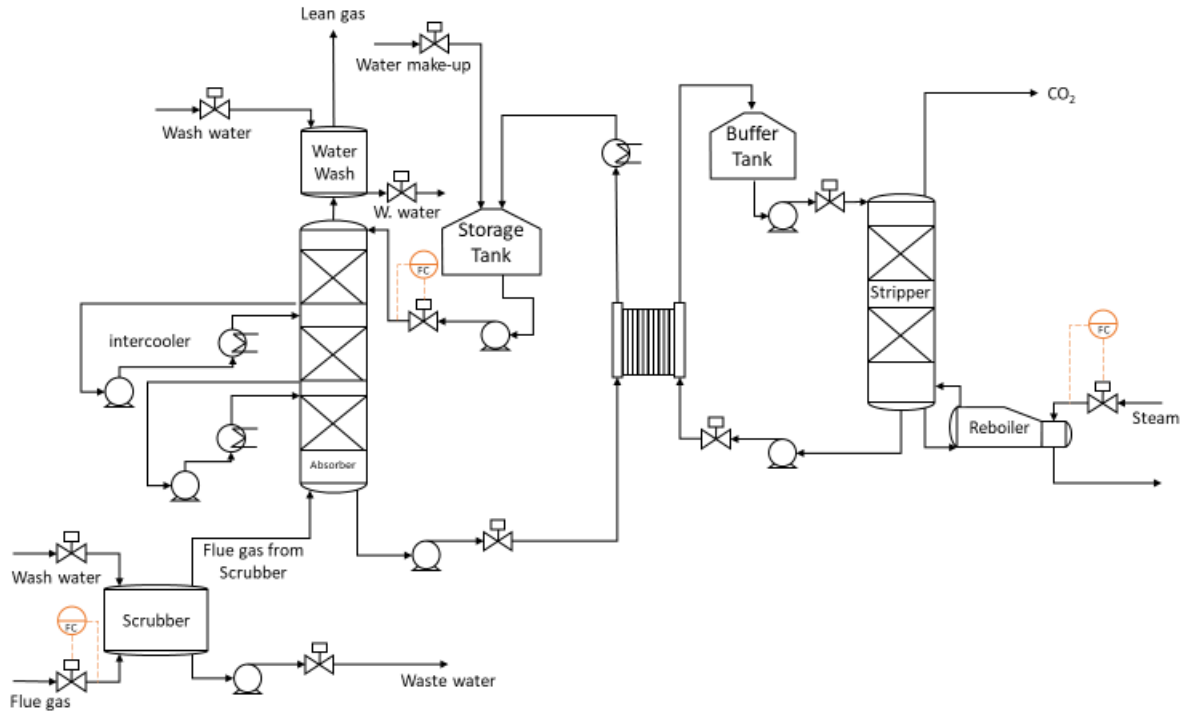 Lean gas
Water make-up
Wash water
Water
Wash
W. water
Storage
Tank
FC
Buffer
Tank
CO₂
Stripper
FC
Steam
Reboiler
intercooler
Absorber
Flue gas from
Scrubber
Wash water
Scrubber
FC
Flue gas
Waste water